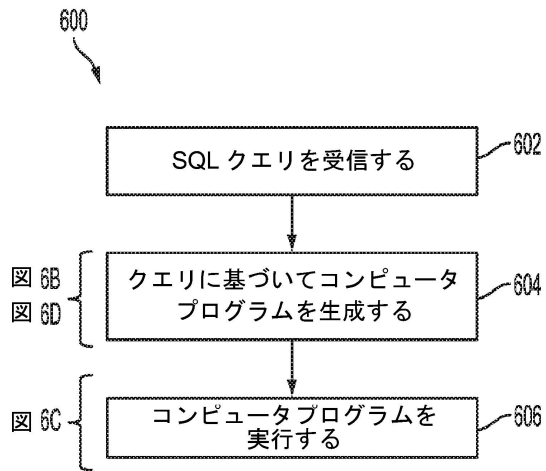 600
SQL クエリを受信する
602
図 6B
図 6D
クエリに基づいてコンピュータ
プログラムを生成する
604
図 6C
コンピュータプログラムを
実行する
606